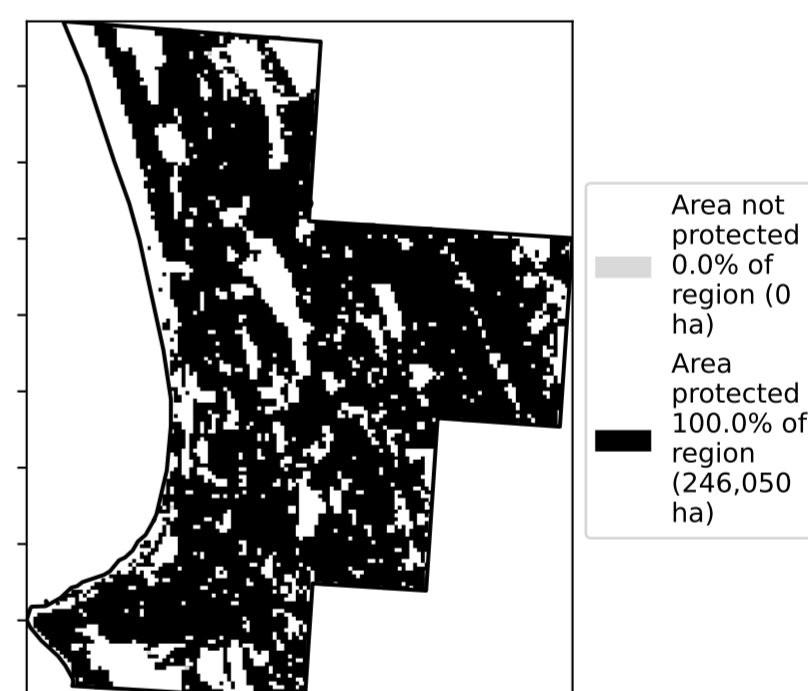 Area not
protected
0.0% of
region (0
ha)
Area
protected
100.0% of
region
(246,050
ha)